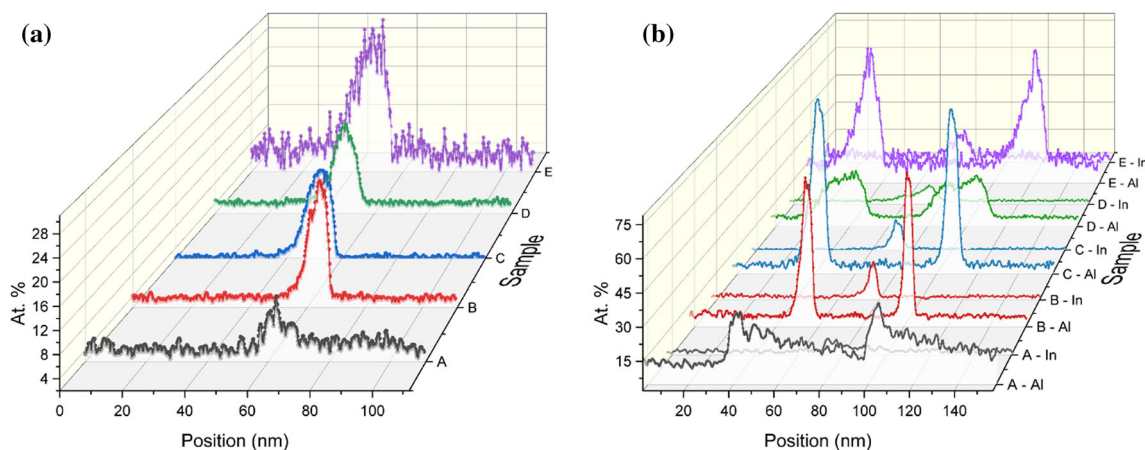 (a)
28
24
20
16
12
8
4
At. %
0
20
40
60
80
100
Position (nm)
A
B
C
D
E
Sample
(b)
75
60
45
30
15
At. %
20
40
60
80
100
120
140
Position (nm)
A - Al
A - In
B - Al
B - In
C - Al
C - In
D - Al
D - In
E - Al
E - In
Sample